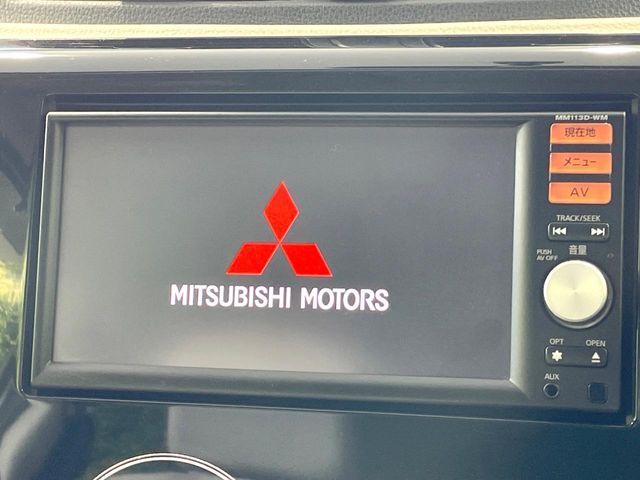 MM113D-WM
現在地
メニュー
AV
TRACK/SEEK
音量
PUSH
AV OFF
MITSUBISHI MOTORS
OPT
OPEN
AUX